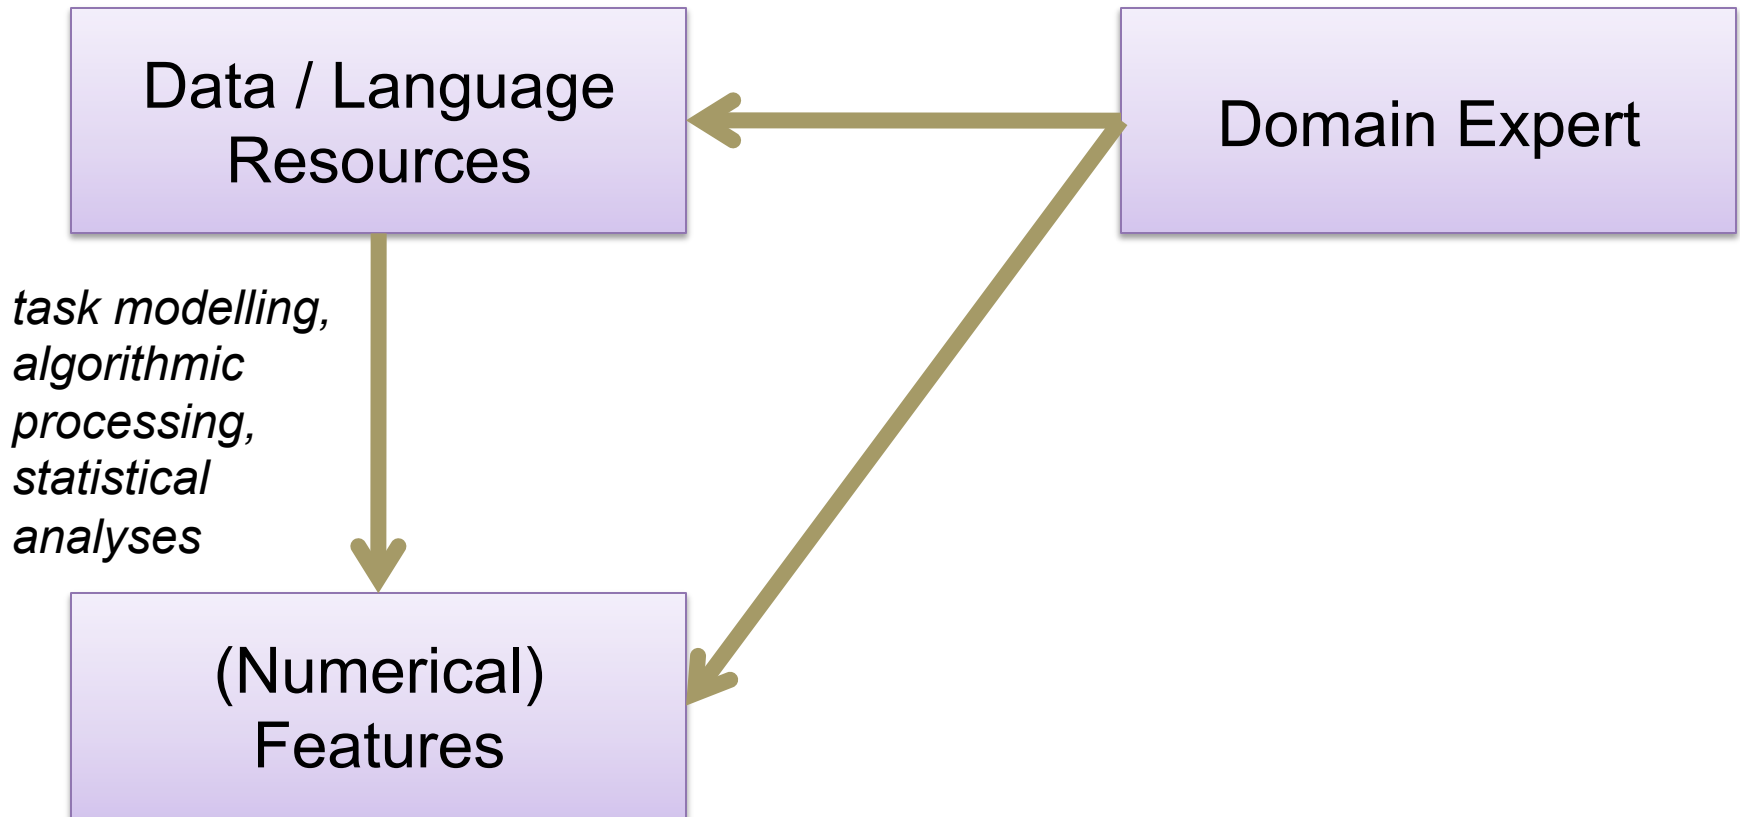 Data / Language
Resources
Domain Expert
task modelling,
algorithmic
processing,
statistical
analyses
(Numerical)
Features